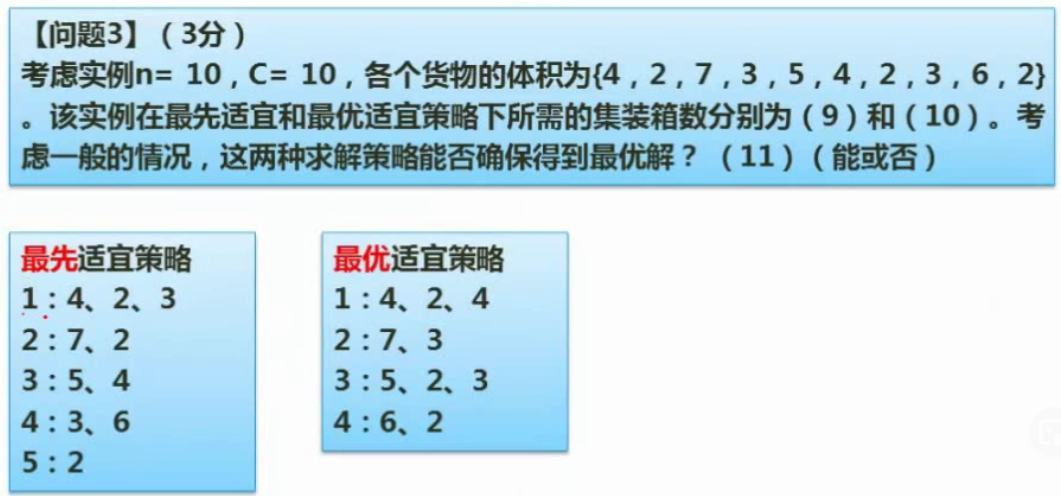 【问题3】（3分）
考虑实例n= 10，C= 10，各个货物的体积为{4，2，7，3，5，4，2，3，6，2}
。该实例在最先适宜和最优适宜策略下所需的集装箱数分别为（9）和（10）。考
虑一般的情况，这两种求解策略能否确保得到最优解？（11）（能或否）
最先适宜策略
1：4、2、3
2：7、2
3：5、4
4：3、6
5：2
最优适宜策略
1：4、2、4
2：7、3
3：5、2、3
4：6、2